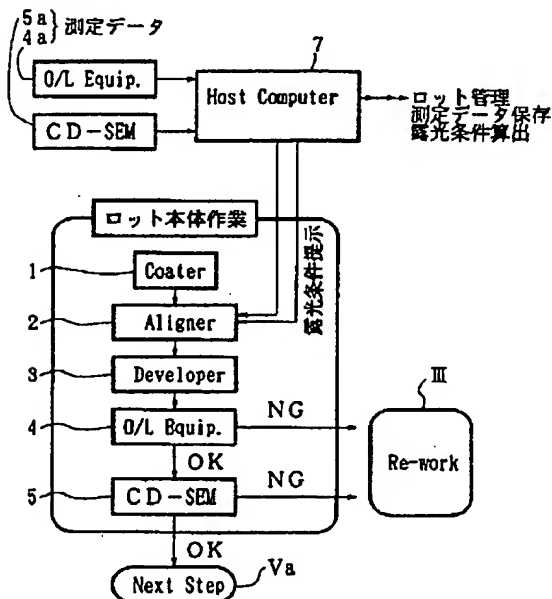 5a
4a
測定データ
7
O/L Equip.
Host Computer
CD-SEM
ロット管理
測定データ保存
露光条件算出
ロット本体作業
露光条件提示
1
Coater
2
Aligner
3
Developer
4
O/L Equip.
NG
III
Re-work
OK
5
CD-SEM
NG
OK
Next Step
Va